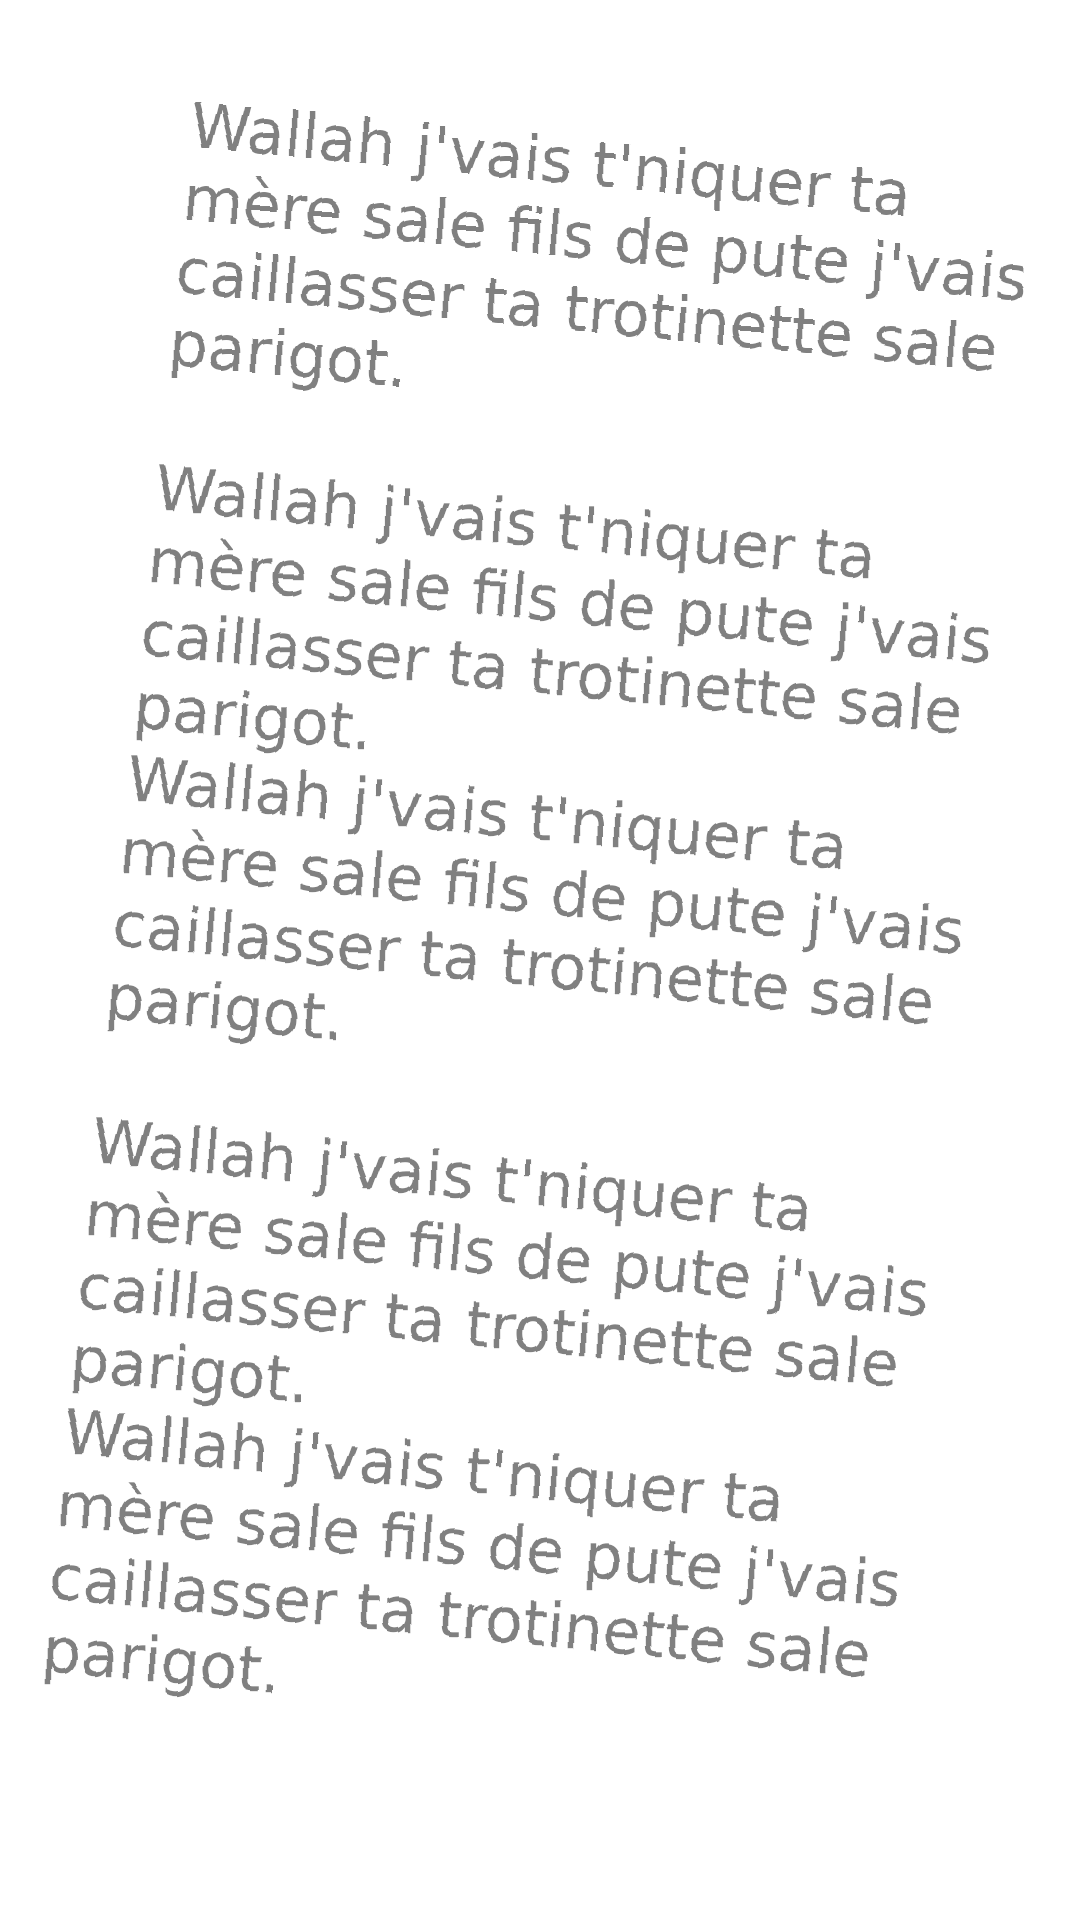 Wallah j'vais t'niquer ta
mère sale fils de pute j'vais
caillasser ta trotinette sale
parigot.

Wallah j'vais t'niquer ta
mère sale fils de pute j'vais
caillasser ta trotinette sale
parigot.
Wallah j'vais t'niquer ta
mère sale fils de pute j'vais
caillasser ta trotinette sale
parigot.

Wallah j'vais t'niquer ta
mère sale fils de pute j'vais
caillasser ta trotinette sale
parigot.
Wallah j'vais t'niquer ta
mère sale fils de pute j'vais
caillasser ta trotinette sale
parigot.